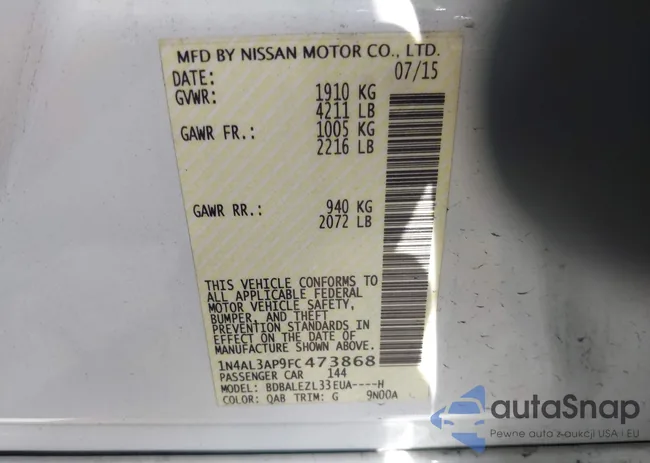 MFD BY NISSAN MOTOR CO., LTD.
DATE: 07/15
GVWR: 1910 KG
4211 LB
GAWR FR.: 1005 KG
2216 LB
GAWR RR.: 940 KG
2072 LB
THIS VEHICLE CONFORMS TO
ALL APPLICABLE FEDERAL
MOTOR VEHICLE SAFETY,
BUMPER, AND THEFT
PREVENTION STANDARDS IN
EFFECT ON THE DATE OF
MANUFACTURE SHOWN ABOVE.
1N4AL3AP9FC473868
PASSENGER CAR 144
MODEL: BDBALEZL33EUA----H
COLOR: QAB TRIM: G 9N00A
autoSnap
Pewne auto z aukcji USA i EU